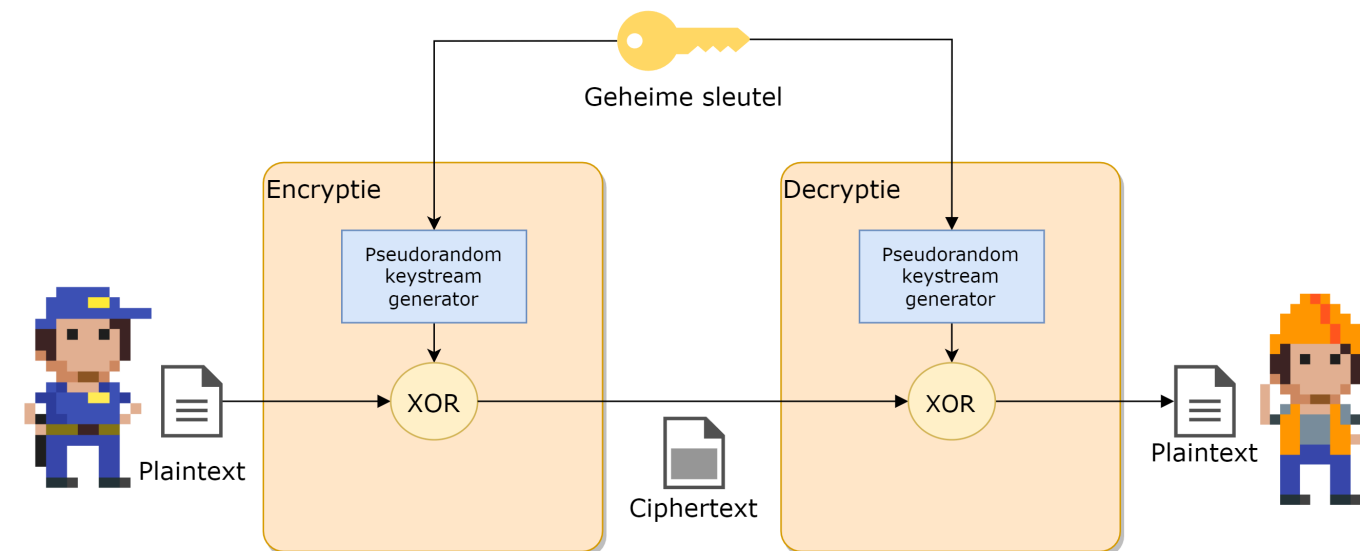 Geheime sleutel
Encryptie
Decryptie
Pseudorandom
keystream
generator
Pseudorandom
keystream
generator
XOR
XOR
Plaintext
Plaintext
Ciphertext